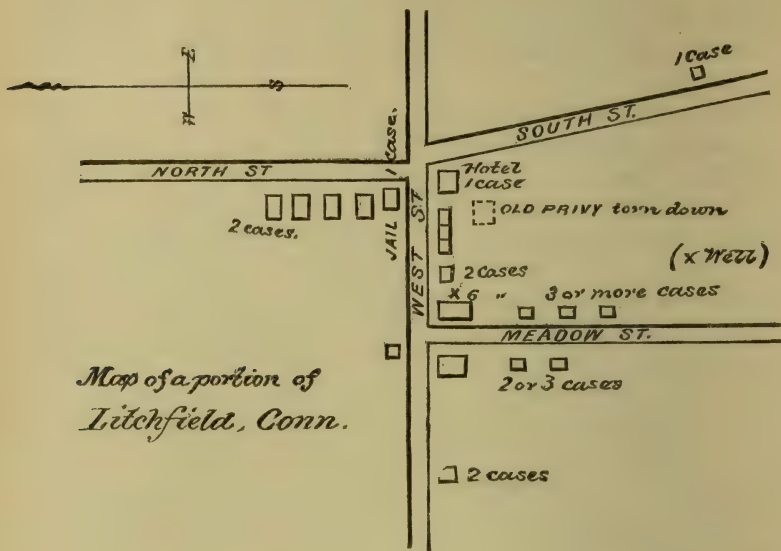 1 Case
E
S
W
SOUTH ST.
1 case.
NORTH ST
Hotel
1 case
OLD PRIVY torn down
JAIL
WEST ST
2 cases.
(x Well)
2 Cases
x 6 " 3 or more cases
MEADOW ST.
Map of a portion of
Litchfield, Conn.
2 or 3 cases
2 cases